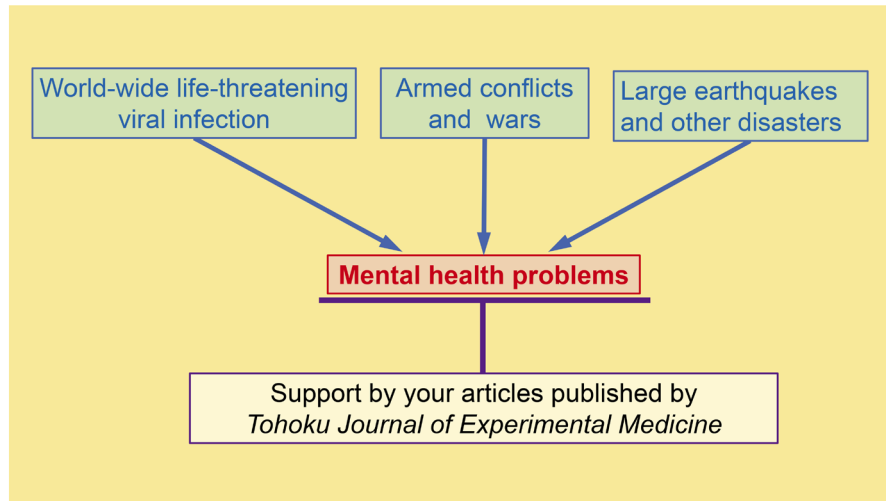 World-wide life-threatening
viral infection
Armed conflicts
and wars
Large earthquakes
and other disasters
Mental health problems
Support by your articles published by
Tohoku Journal of Experimental Medicine